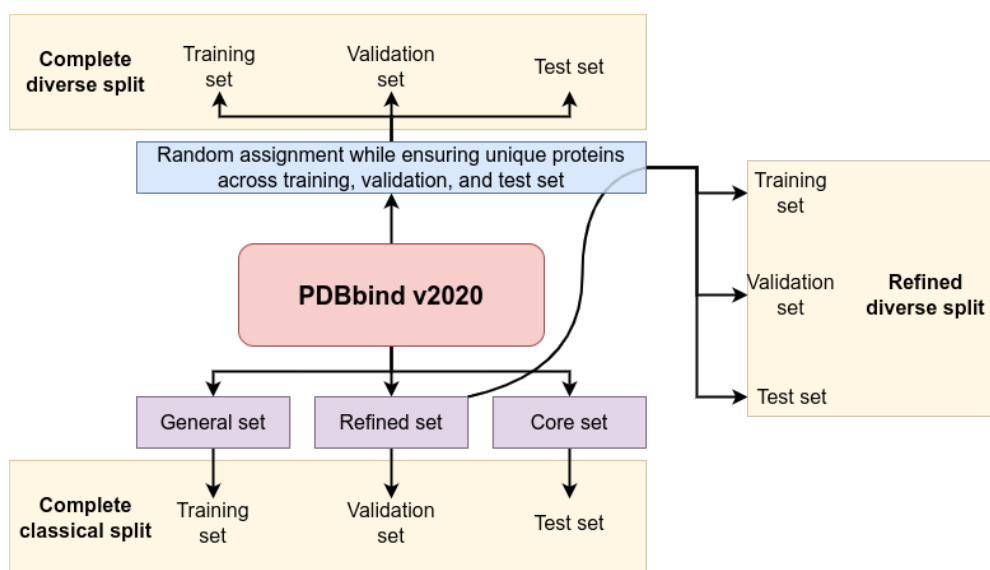 Complete
diverse split
Training
set
Validation
set
Test set
Random assignment while ensuring unique proteins
across training, validation, and test set
PDBbind v2020
Training
set
Validation
set
Test set
Refined
diverse split
General set
Refined set
Core set
Complete
classical split
Training
set
Validation
set
Test set